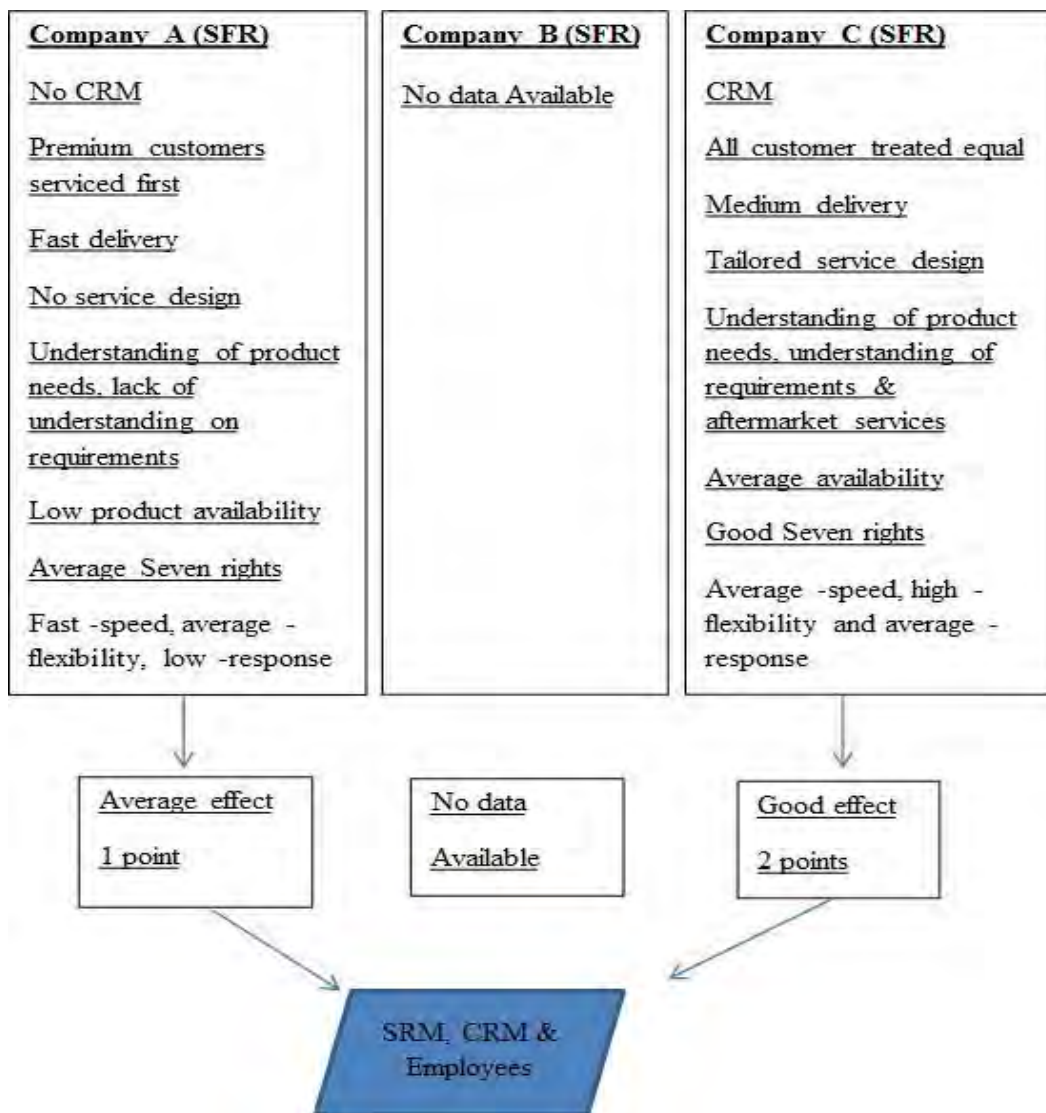 Company A (SFR)
No CRM
Premium customers
serviced first
Fast delivery
No service design
Understanding of product
needs, lack of
understanding on
requirements
Low product availability
Average Seven rights
Fast -speed, average -
flexibility, low -response
Company B (SFR)
No data Available
Company C (SFR)
CRM
All customer treated equal
Medium delivery
Tailored service design
Understanding of product
needs, understanding of
requirements &
aftermarket services
Average availability
Good Seven rights
Average -speed, high -
flexibility and average -
response
Average effect
1 point
No data
Available
Good effect
2 points
SRM, CRM &
Employees